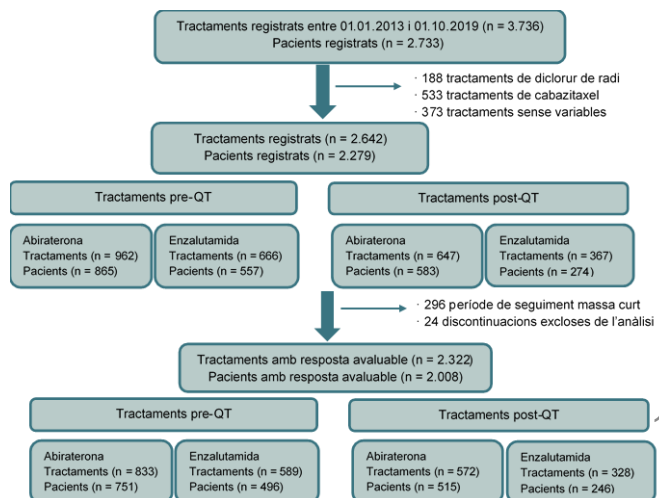 Tractaments registrats entre 01.01.2013 i 01.10.2019 (n = 3.736)
Pacients registrats (n = 2.733)
· 188 tractaments de diclorur de radi
· 533 tractaments de cabazitaxel
· 373 tractaments sense variables
Tractaments registrats (n = 2.642)
Pacients registrats (n = 2.279)
Tractaments pre-QT
Tractaments post-QT
Abiraterona
Tractaments (n = 962)
Pacients (n = 865)
Enzalutamida
Tractaments (n = 666)
Pacients (n = 557)
Abiraterona
Tractaments (n = 647)
Pacients (n = 583)
Enzalutamida
Tractaments (n = 367)
Pacients (n = 274)
· 296 període de seguiment massa curt
· 24 discontinuacions excloses de l'anàlisi
Tractaments amb resposta avaluable (n = 2.322)
Pacients amb resposta avaluable (n = 2.008)
Tractaments pre-QT
Tractaments post-QT
Abiraterona
Tractaments (n = 833)
Pacients (n = 751)
Enzalutamida
Tractaments (n = 589)
Pacients (n = 496)
Abiraterona
Tractaments (n = 572)
Pacients (n = 515)
Enzalutamida
Tractaments (n = 328)
Pacients (n = 246)